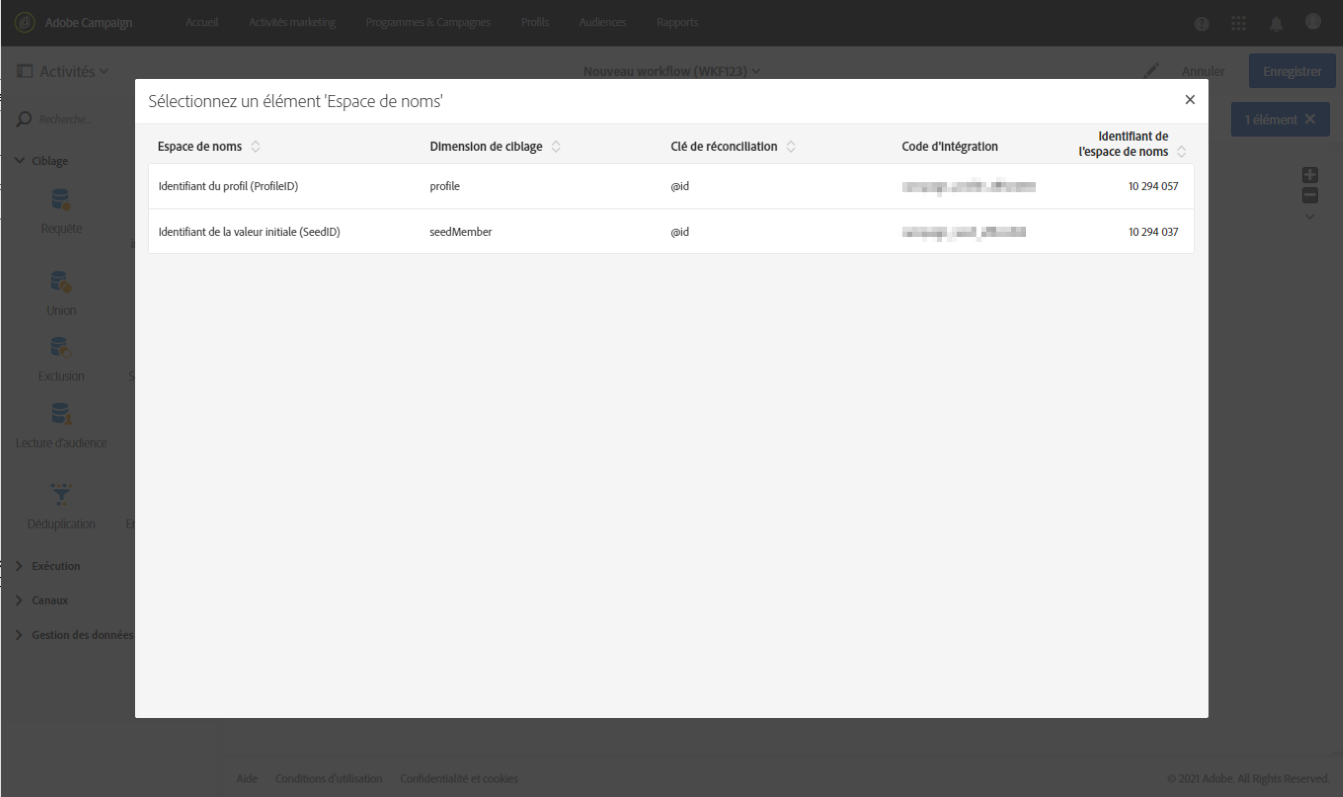 Adobe Campaign Accueil Activités marketing Programmes & Campagnes Profils Audiences Rapports
Activités Nouveau workflow (WKF123) Annuler Enregistrer
Sélectionnez un élément 'Espace de noms'
Recherche... 1 élément
Espace de noms Dimension de ciblage Clé de réconciliation Code d'intégration Identifiant de
l'espace de noms
Ciblage
Identifiant du profil (ProfileID) profile @id 10 294 057
Requête
Identifiant de la valeur initiale (SeedID) seedMember @id 10 294 037
Union
Exclusion
Lecture d'audience
Déduplication
Exécution
Canaux
Gestion des données
Aide Conditions d'utilisation Confidentialité et cookies © 2021 Adobe. All Rights Reserved.